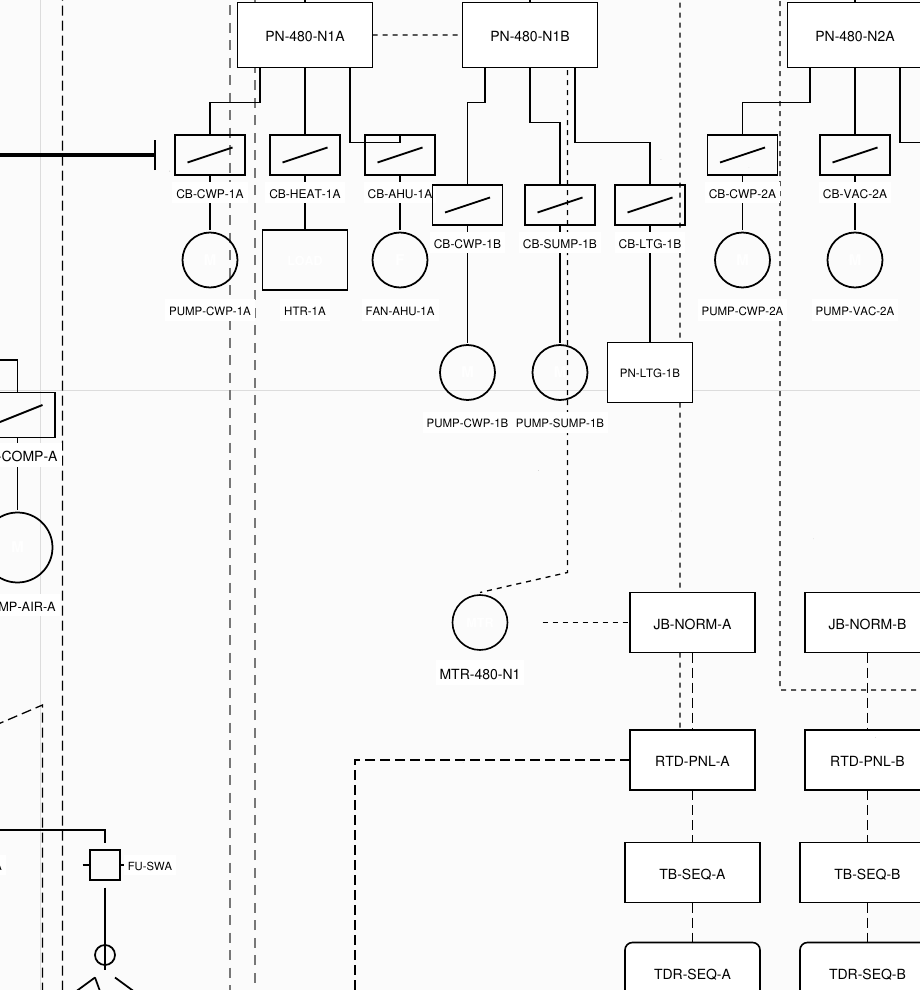 PN-480-N1A
PN-480-N1B
PN-480-N2A
CB-CWP-1A
CB-HEAT-1A
CB-AHU-1A
CB-CWP-2A
CB-VAC-2A
CB-CWP-1B
CB-SUMP-1B
CB-LTG-1B
LOAD
M
M
PUMP-CWP-1A
HTR-1A
FAN-AHU-1A
PUMP-CWP-2A
PUMP-VAC-2A
PN-LTG-1B
PUMP-CWP-1B
PUMP-SUMP-1B
-COMP-A
MP-AIR-A
JB-NORM-A
JB-NORM-B
MTR-480-N1
RTD-PNL-A
RTD-PNL-B
FU-SWA
TB-SEQ-A
TB-SEQ-B
TDR-SEQ-A
TDR-SEQ-B